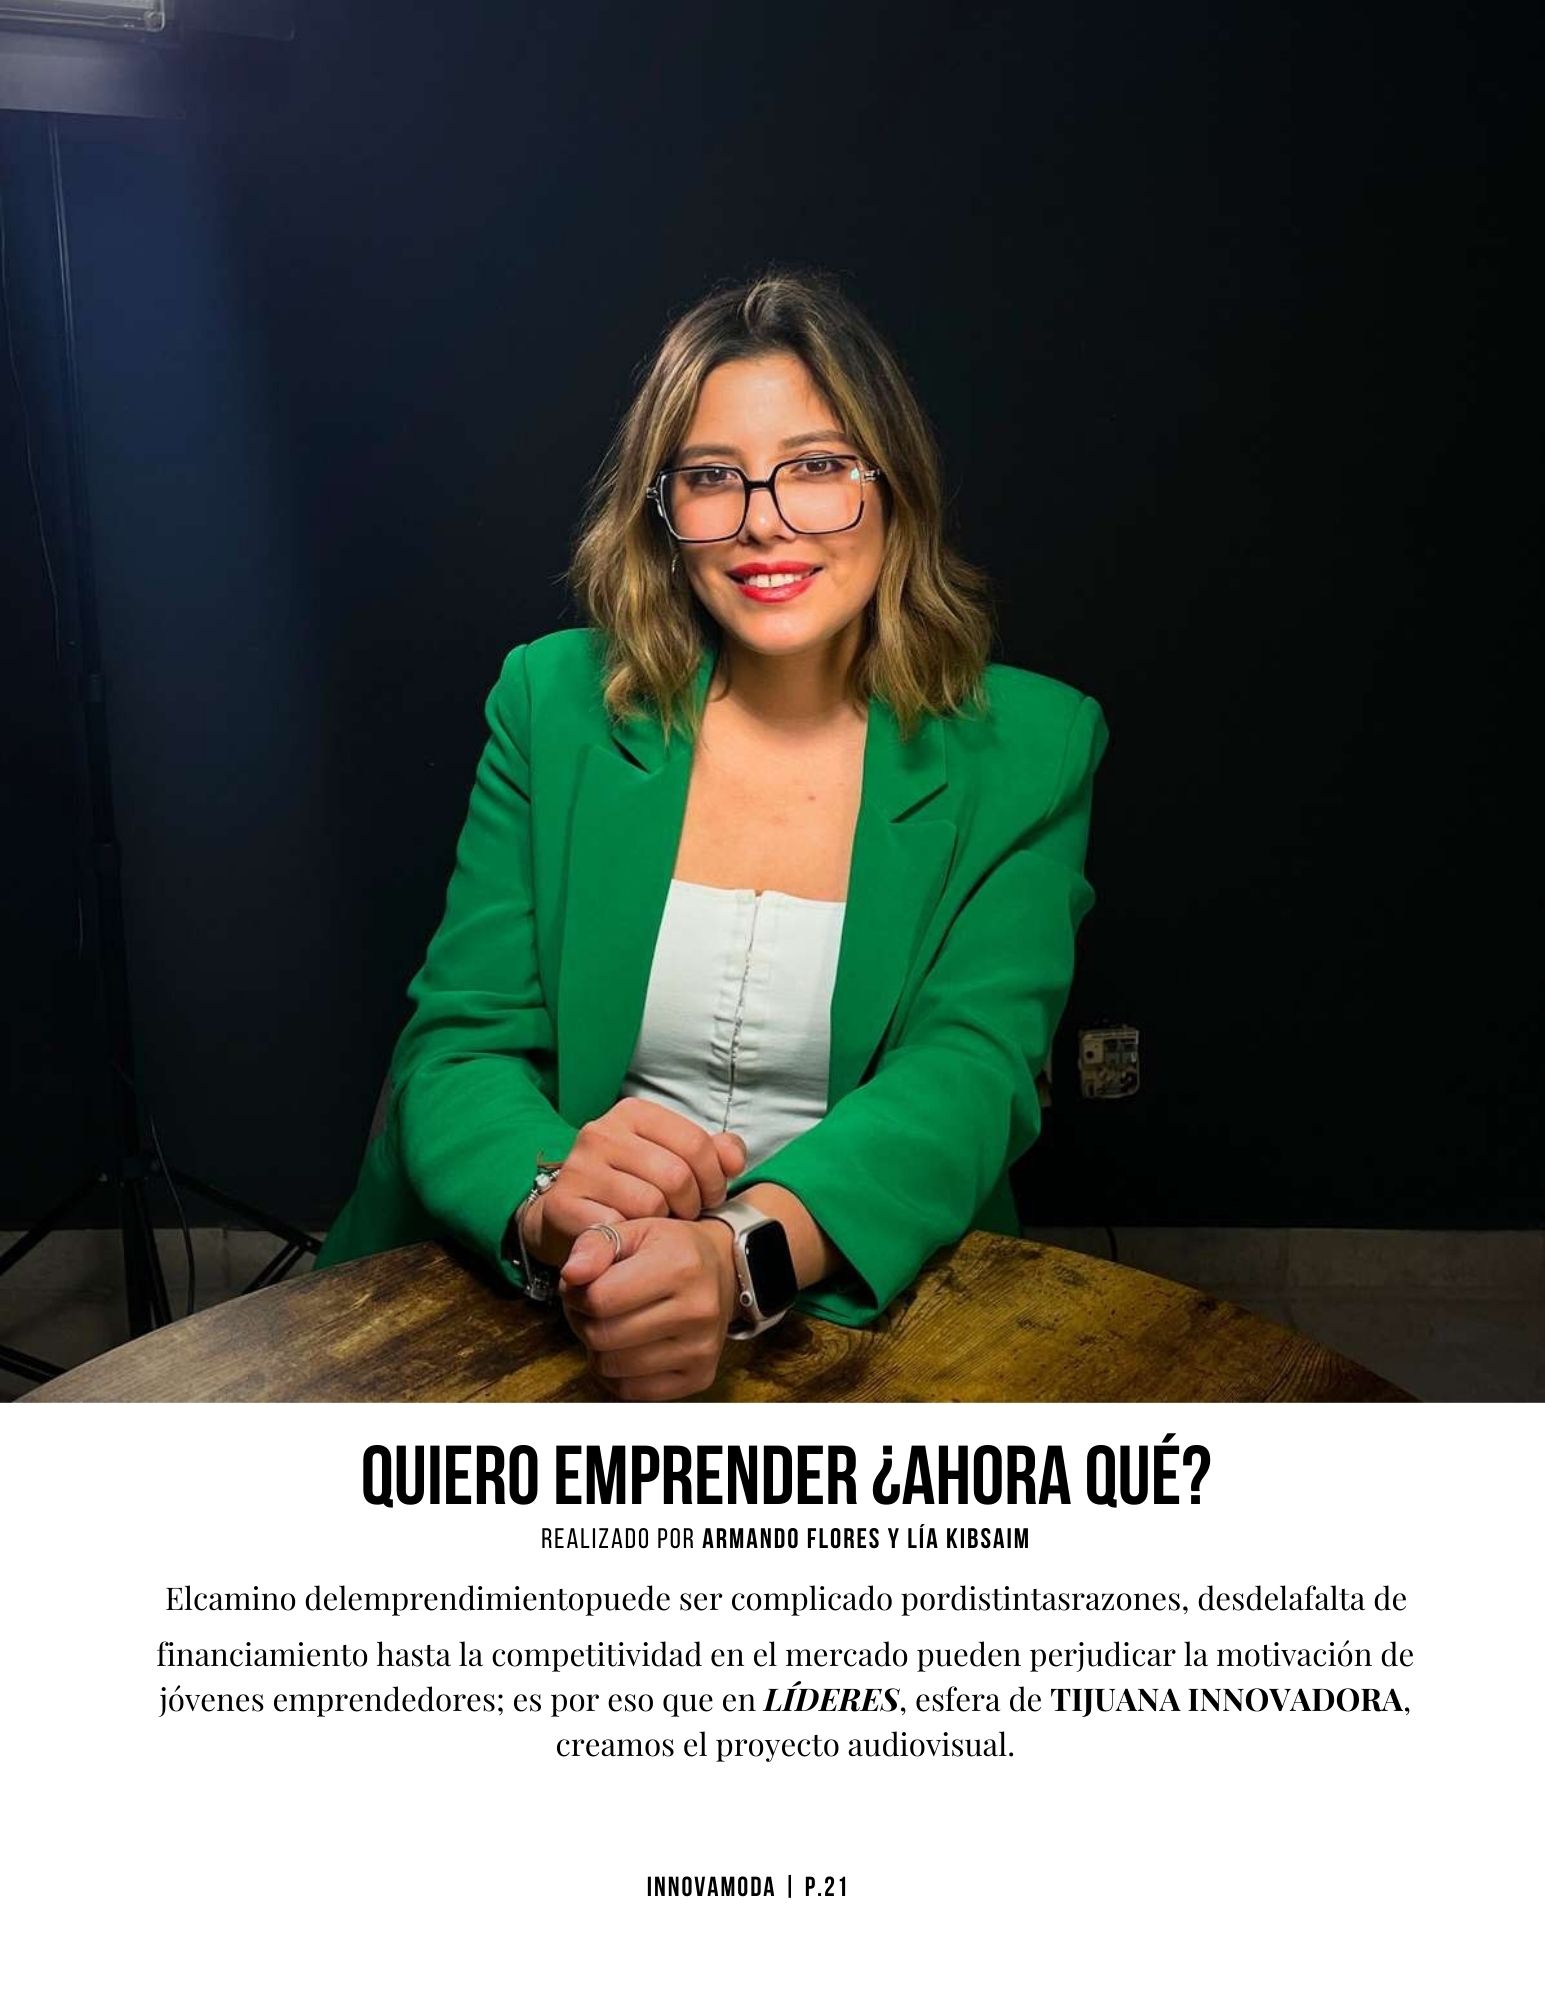 QUIERO EMPRENDER ¿AHORA QUÉ?
REALIZADO POR ARMANDO FLORES Y LÍA KIBSAIM
Elcamino delemprendimientopuede ser complicado pordistintasrazones, desdelafalta de
financiamiento hasta la competitividad en el mercado pueden perjudicar la motivación de
jóvenes emprendedores; es por eso que en LÍDERES, esfera de TIJUANA INNOVADORA,
creamos el proyecto audiovisual.
INNOVAMODA | P.21